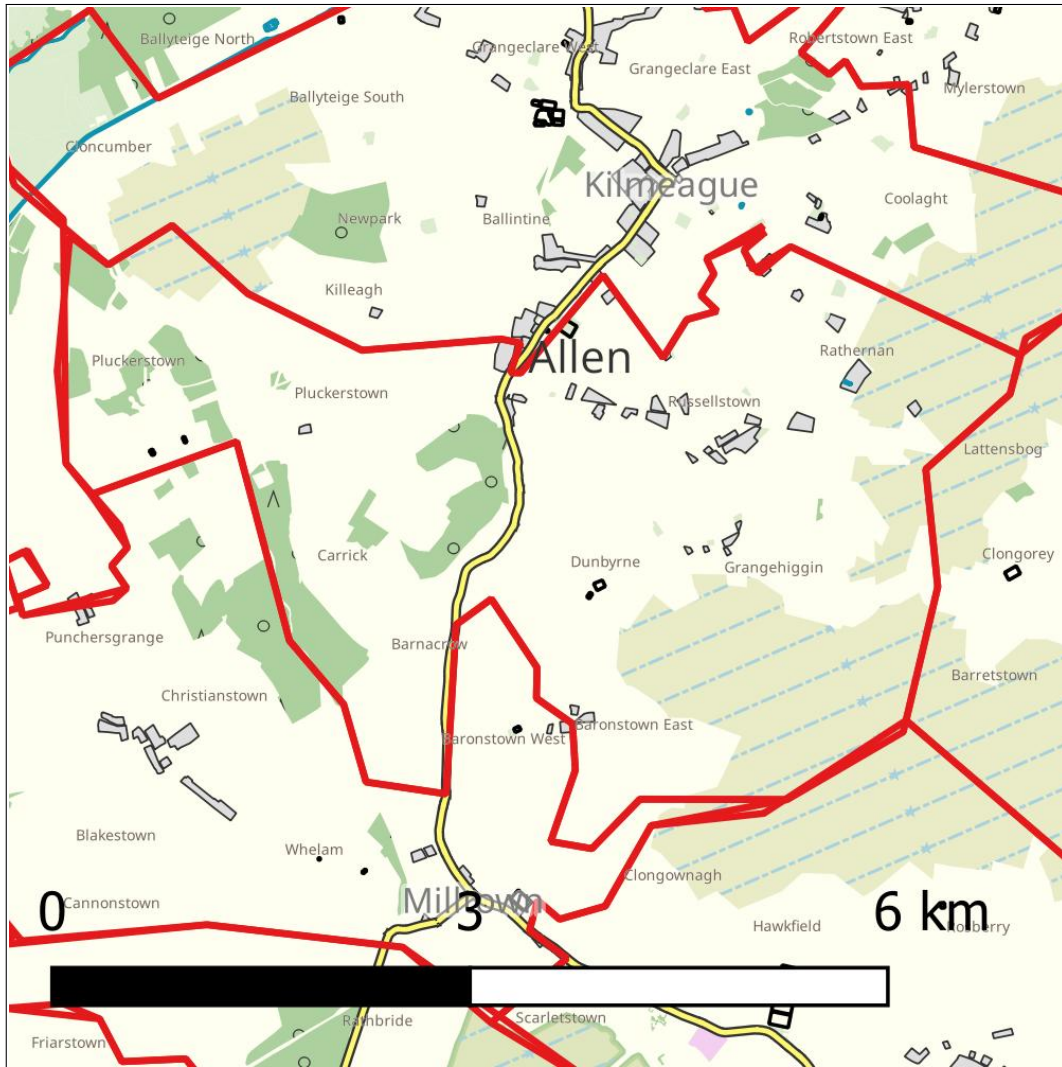 Ballyteige North
Grangeclare West
Robertstown East
Grangeclare East
Mylerstown
Ballyteige South
Cloncumber
Kilmeague
Coolaght
Newpark
Ballintine
Killeagh
Allen
Rathernan
Pluckerstown
Pluckerstown
Russellstown
Lattensbog
Carrick
Dunbyrne
Grangehiggin
Clongorey
Punchersgrange
Barnacrow
Christianstown
Barretstown
Baronstown East
Baronstown West
Blakestown
Whelam
Clongownagh
Cannonstown
Milltown
0
3
6 km
Hawkfield
Rosberry
Rathbride
Scarletstown
Friarstown